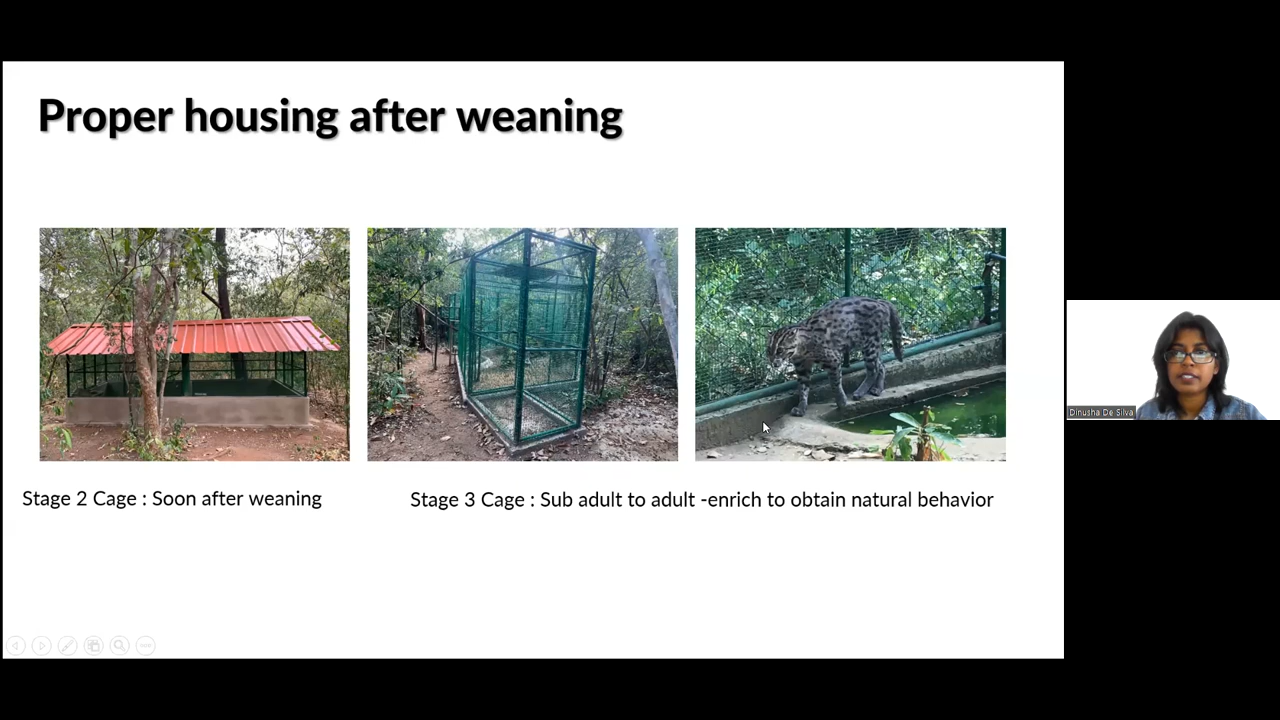 Proper housing after weaning
Stage 2 Cage : Soon after weaning
Stage 3 Cage : Sub adult to adult -enrich to obtain natural behavior
Dinusha De Silva